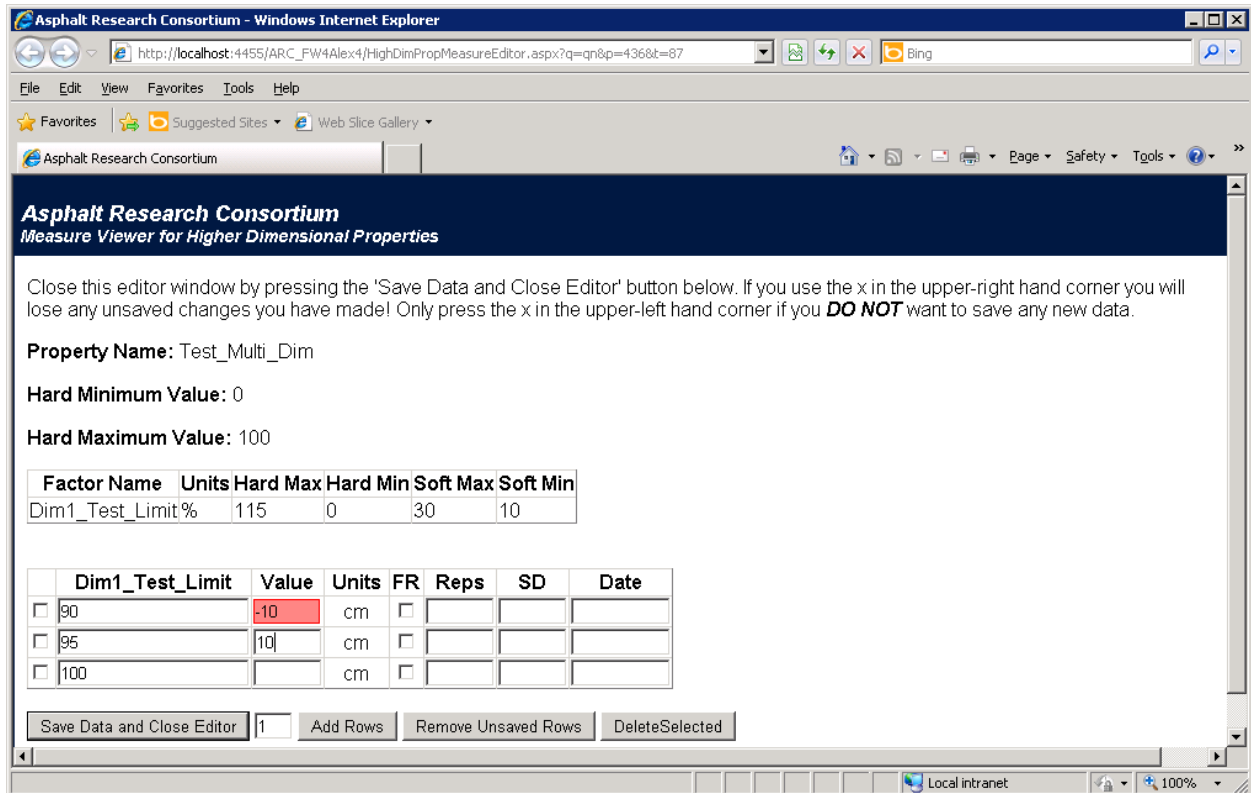 Asphalt Research Consortium - Windows Internet Explorer
http://localhost:4455/ARC_FW4Alex4/HighDimPropMeasureEditor.aspx?q=qn&p=436&t=87
Bing
File Edit View Favorites Tools Help
Favorites Suggested Sites Web Slice Gallery
Asphalt Research Consortium Page Safety Tools »
Asphalt Research Consortium
Measure Viewer for Higher Dimensional Properties
Close this editor window by pressing the 'Save Data and Close Editor' button below. If you use the x in the upper-right hand corner you will
lose any unsaved changes you have made! Only press the x in the upper-left hand corner if you DO NOT want to save any new data.
Property Name: Test_Multi_Dim
Hard Minimum Value: 0
Hard Maximum Value: 100
Factor Name Units Hard Max Hard Min Soft Max Soft Min
Dim1_Test_Limit % 115 0 30 10
Dim1_Test_Limit Value Units FR Reps SD Date
90 -10 cm
95 10 cm
100 cm
Save Data and Close Editor 1 Add Rows Remove Unsaved Rows DeleteSelected
Local intranet 100%